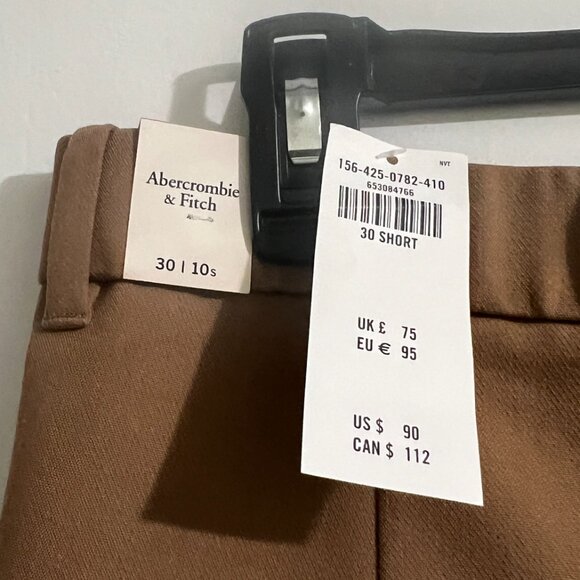 Abercrombie
& Fitch
30 | 10s
NVT
156-425-0782-410
653084766
30 SHORT
UK £ 75
EU € 95
US $ 90
CAN $ 112